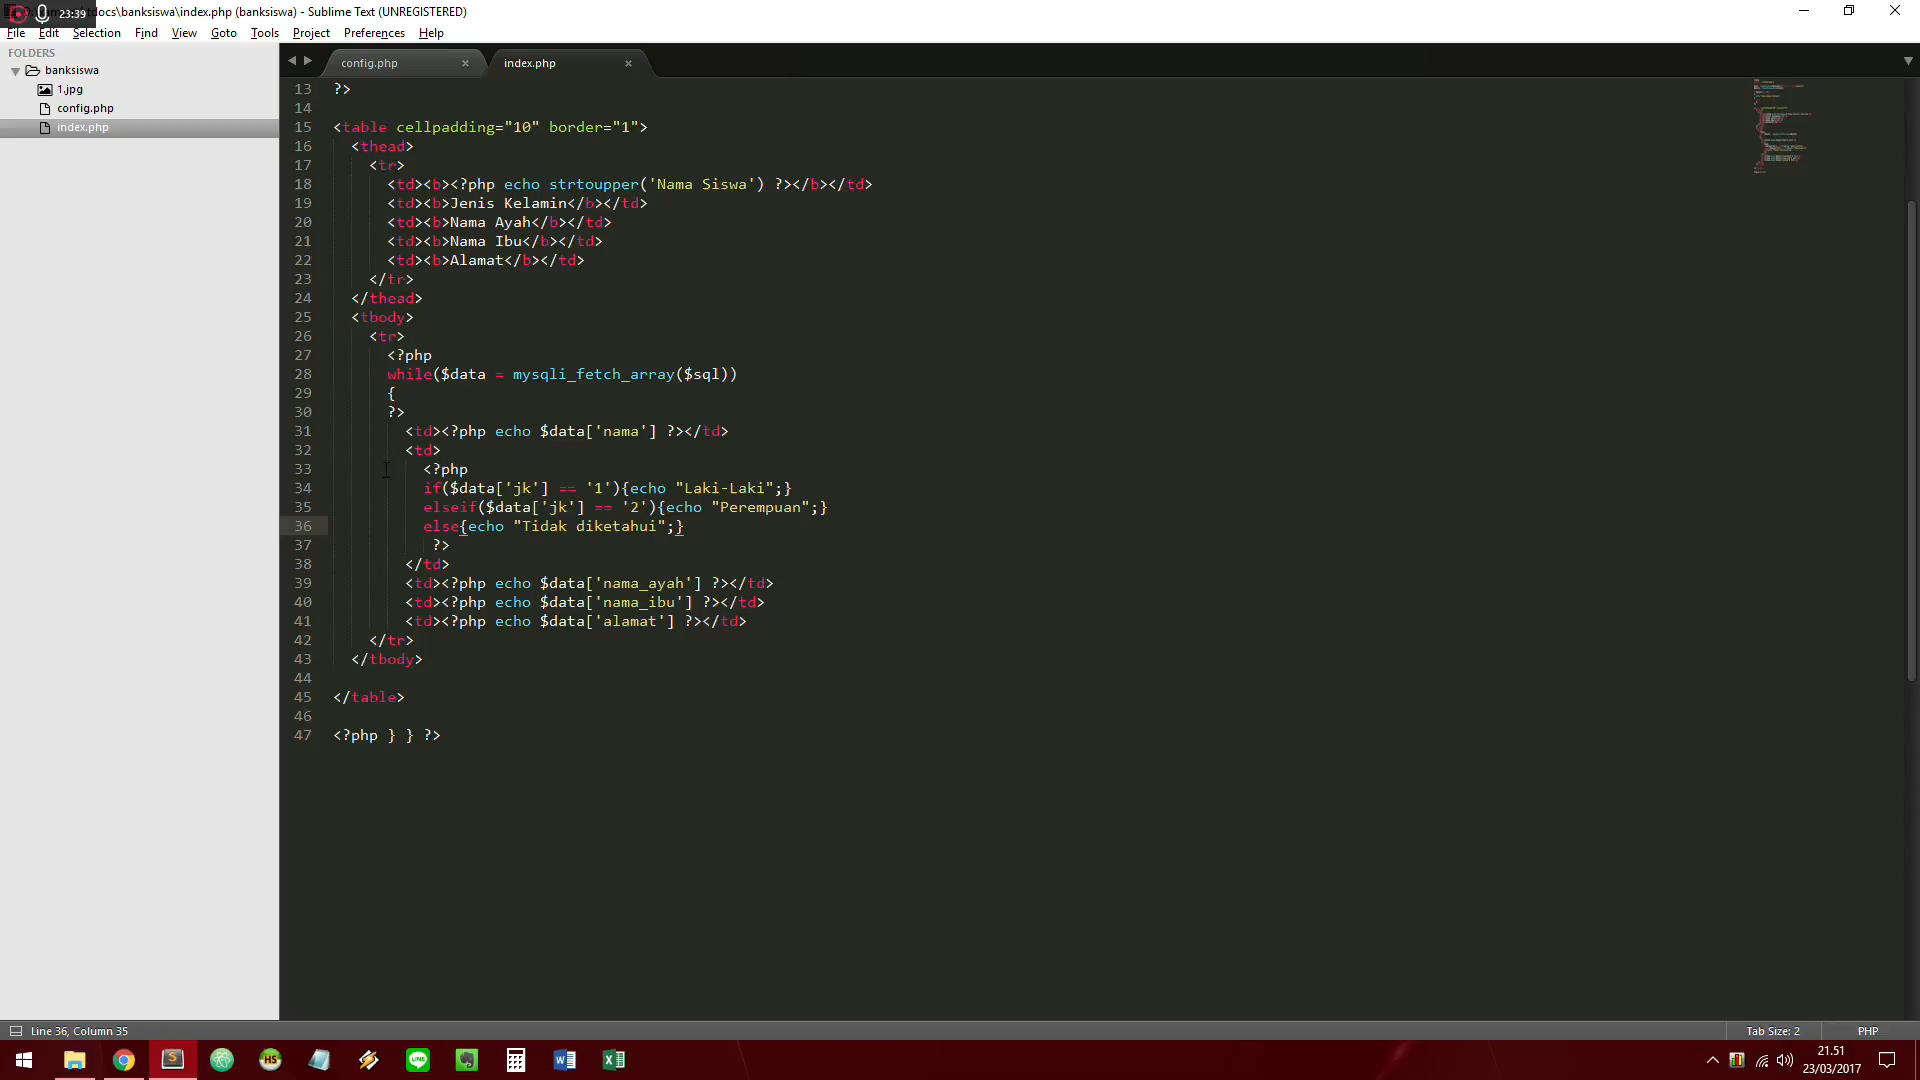 23:39
tdocs\banksiswa\index.php (banksiswa) - Sublime Text (UNREGISTERED)
File Edit Selection Find View Goto Tools Project Preferences Help
FOLDERS
banksiswa
1.jpg
config.php
index.php
config.php × index.php ×
13 ?>
14
15 <table cellpadding="10" border="1">
16 <thead>
17 <tr>
18 <td><b><?php echo strtoupper('Nama Siswa') ?></b></td>
19 <td><b>Jenis Kelamin</b></td>
20 <td><b>Nama Ayah</b></td>
21 <td><b>Nama Ibu</b></td>
22 <td><b>Alamat</b></td>
23 </tr>
24 </thead>
25 <tbody>
26 <tr>
27 <?php
28 while($data = mysqli_fetch_array($sql))
29 {
30 ?>
31 <td><?php echo $data['nama'] ?></td>
32 <td>
33 <?php
34 if($data['jk'] == '1'){echo "Laki-Laki";}
35 elseif($data['jk'] == '2'){echo "Perempuan";}
36 else{echo "Tidak diketahui";}
37 ?>
38 </td>
39 <td><?php echo $data['nama_ayah'] ?></td>
40 <td><?php echo $data['nama_ibu'] ?></td>
41 <td><?php echo $data['alamat'] ?></td>
42 </tr>
43 </tbody>
44
45 </table>
46
47 <?php } } ?>
Line 36, Column 35
Tab Size: 2 PHP
HS
LINE
21.51
23/03/2017